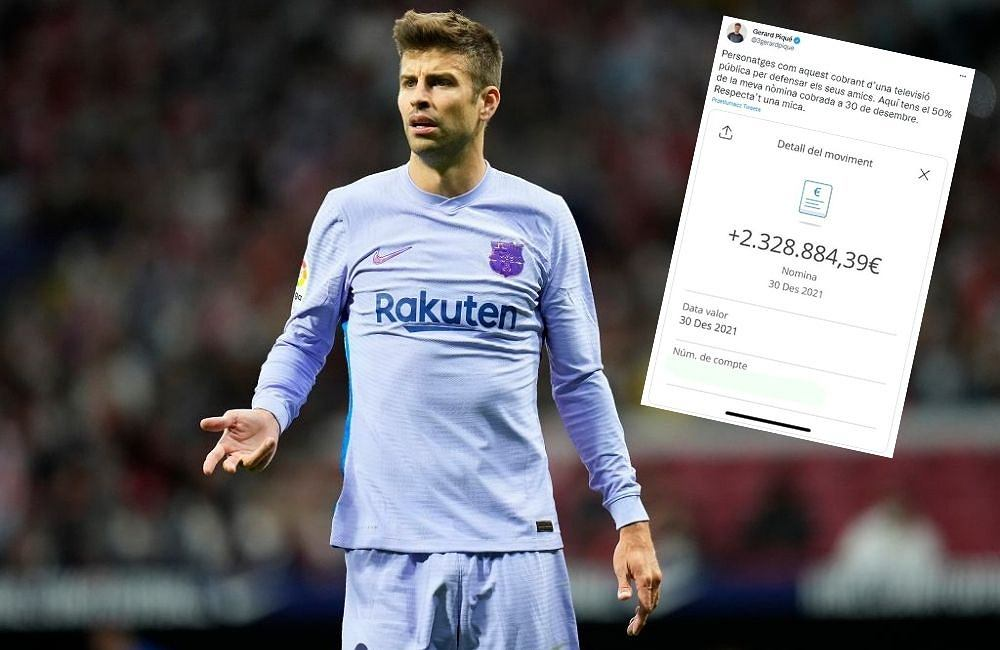 Gerard Piqué
@3gerardpique
Personatges com aquest cobrant d'una televisió
pública per defensar els seus amics. Aquí tens el 50%
de la meva nòmina cobrada a 30 de desembre.
Respecta't una mica.
Przetłumacz Tweeta
Detall del moviment
€
+2.328.884,39€
Nomina
30 Des 2021
Data valor
30 Des 2021
Núm. de compte
Rakuten